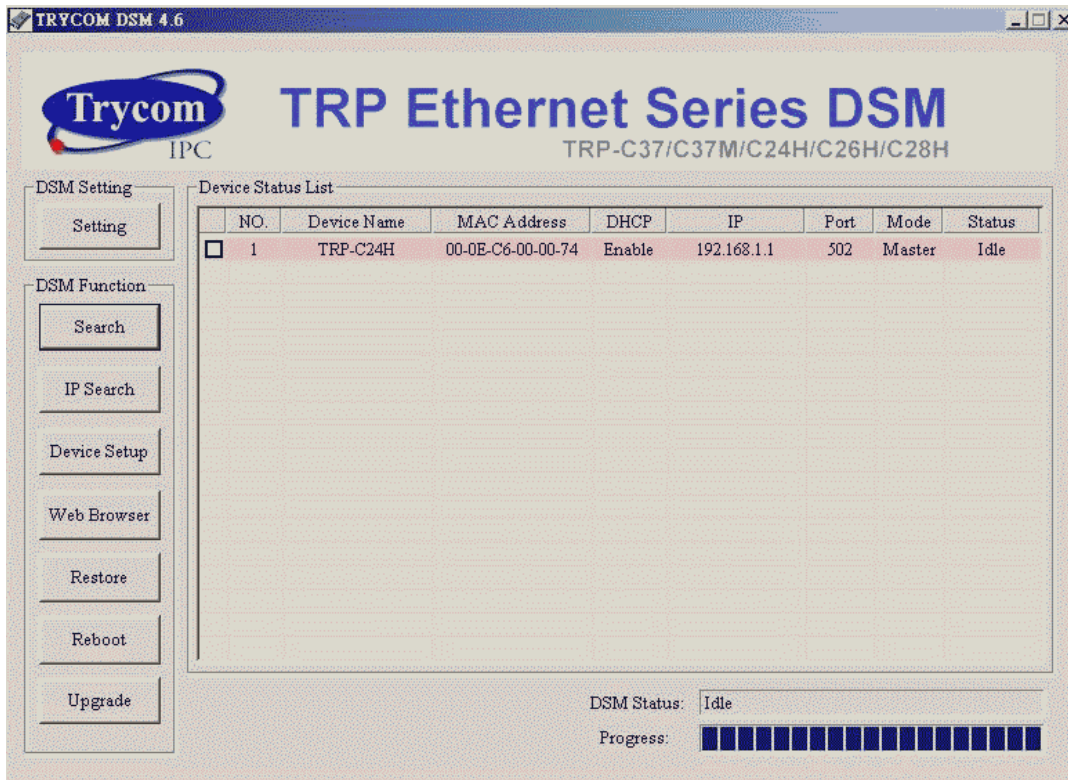 TRYCOM DSM 4.6
Trycom
IPC
TRP Ethernet Series DSM
TRP-C37/C37M/C24H/C26H/C28H
DSM Setting
Setting
DSM Function
Search
IP Search
Device Setup
Web Browser
Restore
Reboot
Upgrade
Device Status List
NO. Device Name MAC Address DHCP IP Port Mode Status
1 TRP-C24H 00-0E-C6-00-00-74 Enable 192.168.1.1 502 Master Idle
DSM Status: Idle
Progress: